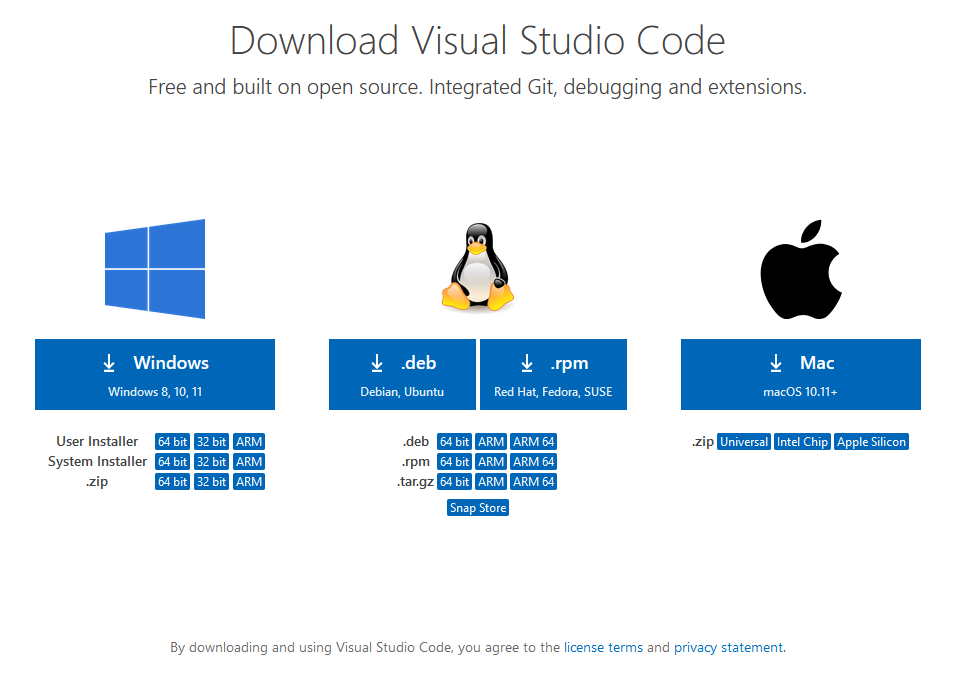 Download Visual Studio Code
Free and built on open source. Integrated Git, debugging and extensions.
Windows
Windows 8, 10, 11
User Installer 64 bit 32 bit ARM
System Installer 64 bit 32 bit ARM
.zip 64 bit 32 bit ARM
.deb
Debian, Ubuntu
.rpm
Red Hat, Fedora, SUSE
.deb 64 bit ARM ARM 64
.rpm 64 bit ARM ARM 64
.tar.gz 64 bit ARM ARM 64
Snap Store
Mac
macOS 10.11+
.zip Universal Intel Chip Apple Silicon
By downloading and using Visual Studio Code, you agree to the license terms and privacy statement.